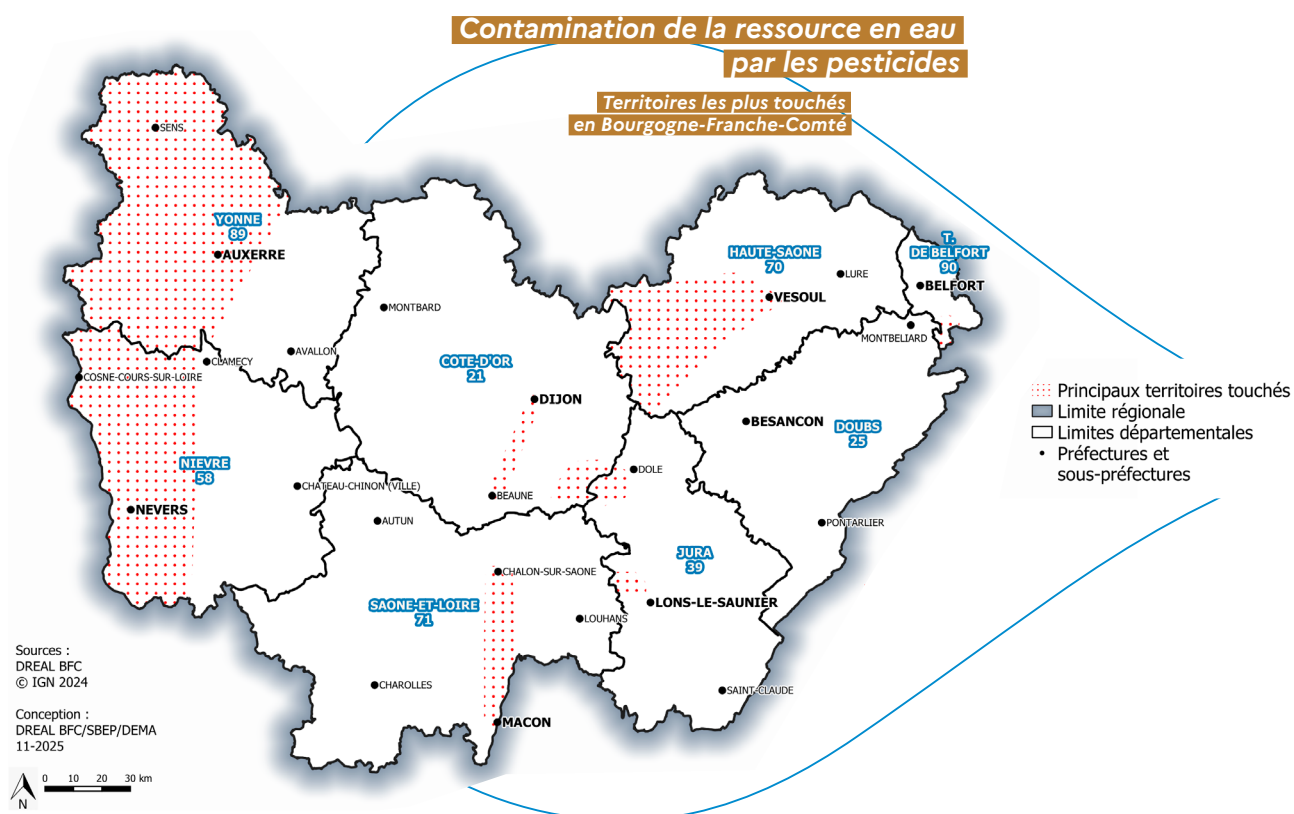 Contamination de la ressource en eau
par les pesticides
Territoires les plus touchés
en Bourgogne-Franche-Comté
SENS
YONNE
89
AUXERRE
MONTBARD
AVALLON
CLAMECY
COSNE-COURS-SUR-LOIRE
COTE-D'OR
21
DIJON
BEAUNE
HAUTE-SAONE
70
LURE
VESOUL
T.
DE BELFORT
90
BELFORT
MONTBELIARD
BESANCON
DOUBS
25
DOLE
PONTARLIER
NIEVRE
58
CHATEAU-CHINON (VILLE)
NEVERS
AUTUN
CHALON-SUR-SAONE
JURA
39
LONS-LE-SAUNIER
SAONE-ET-LOIRE
71
LOUHANS
CHAROLLES
SAINT-CLAUDE
MACON
Principaux territoires touchés
Limite régionale
Limites départementales
Préfectures et
sous-préfectures
Sources :
DREAL BFC
© IGN 2024
Conception :
DREAL BFC/SBEP/DEMA
11-2025
N
0 10 20 30 km